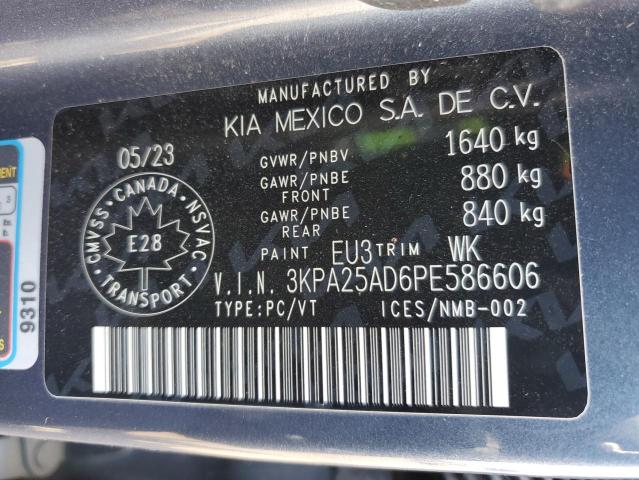 MANUFACTURED BY
KIA MEXICO S.A. DE C.V.
05/23
GVWR/PNBV 1640 kg
GAWR/PNBE FRONT 880 kg
GAWR/PNBE REAR 840 kg
PAINT EU3 TRIM WK
V.I.N. 3KPA25AD6PE586606
TYPE:PC/VT ICES/NMB-002
CMVSS · CANADA · NSVAC
E28
TRANSPORT
9310